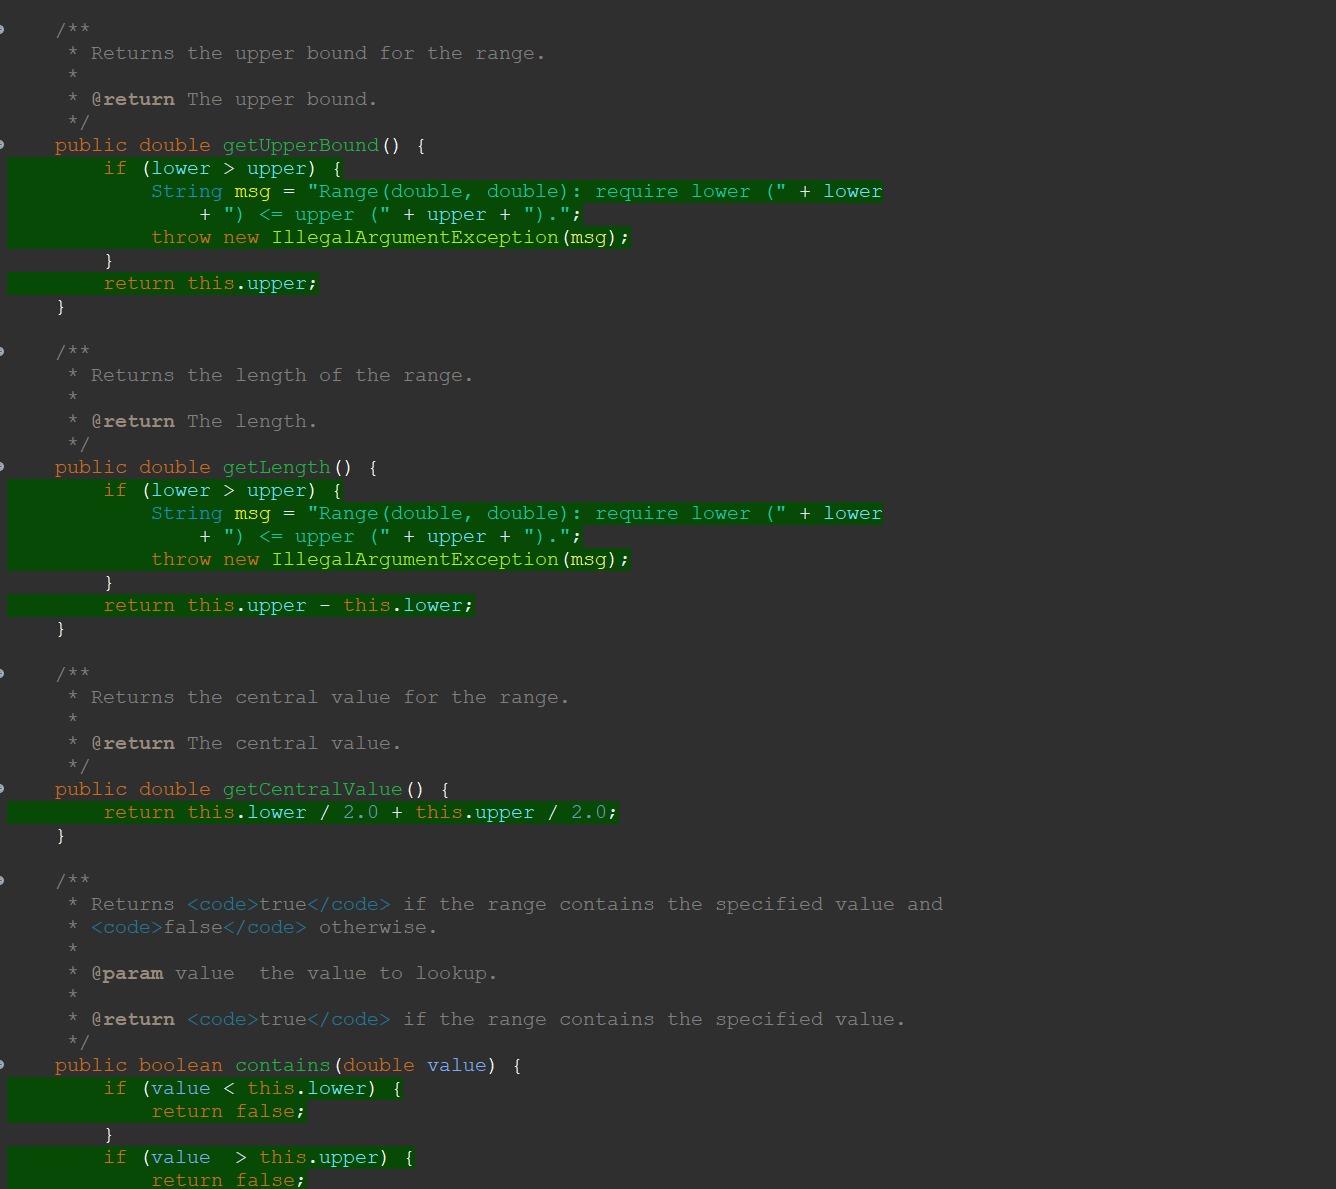 /**
 * Returns the upper bound for the range.
 *
 * @return The upper bound.
 */
public double getUpperBound() {
    if (lower > upper) {
        String msg = "Range(double, double): require lower (" + lower
            + ") <= upper (" + upper + ").";
        throw new IllegalArgumentException(msg);
    }
    return this.upper;
}

/**
 * Returns the length of the range.
 *
 * @return The length.
 */
public double getLength() {
    if (lower > upper) {
        String msg = "Range(double, double): require lower (" + lower
            + ") <= upper (" + upper + ").";
        throw new IllegalArgumentException(msg);
    }
    return this.upper - this.lower;
}

/**
 * Returns the central value for the range.
 *
 * @return The central value.
 */
public double getCentralValue() {
    return this.lower / 2.0 + this.upper / 2.0;
}

/**
 * Returns <code>true</code> if the range contains the specified value and
 * <code>false</code> otherwise.
 *
 * @param value  the value to lookup.
 *
 * @return <code>true</code> if the range contains the specified value.
 */
public boolean contains(double value) {
    if (value < this.lower) {
        return false;
    }
    if (value  > this.upper) {
        return false;